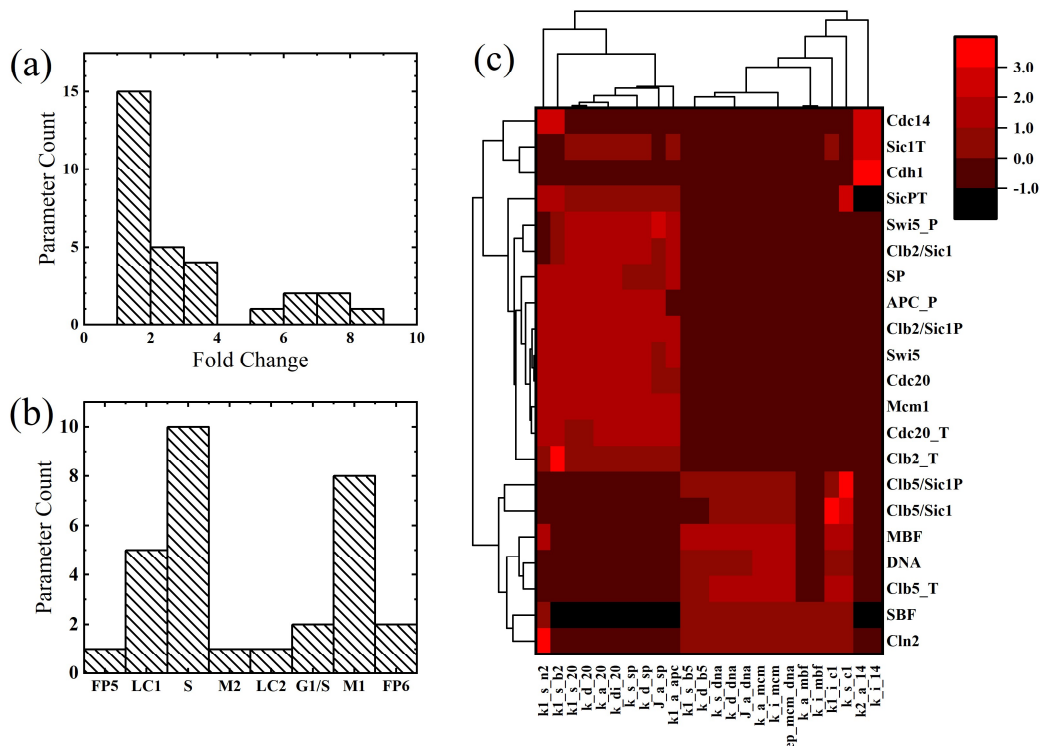 (a)
Parameter Count
15
10
5
0
0 2 4 6 8 10
Fold Change
(b)
Parameter Count
10
8
6
4
2
0
FP5 LC1 S M2 LC2 G1/S M1 FP6
(c)
Cdc14
Sic1T
Cdh1
SicPT
Swi5_P
Clb2/Sic1
SP
APC_P
Clb2/Sic1P
Swi5
Cdc20
Mcm1
Cdc20_T
Clb2_T
Clb5/Sic1P
Clb5/Sic1
MBF
DNA
Clb5_T
SBF
Cln2
k1_s_n2
k1_s_b2
k1_s_20
k_d_20
k_a_20
k_di_20
k_s_sp
k_d_sp
J_a_sp
k1_a_apc
k1_s_b5
k_d_b5
k_s_dna
k_d_dna
J_a_dna
k_a_mcm
k_i_mcm
ep_mcm_dna
k_a_mbf
k_i_mbf
k1_i_c1
k_s_c1
k2_a_14
k_i_14
3.0
2.0
1.0
0.0
-1.0